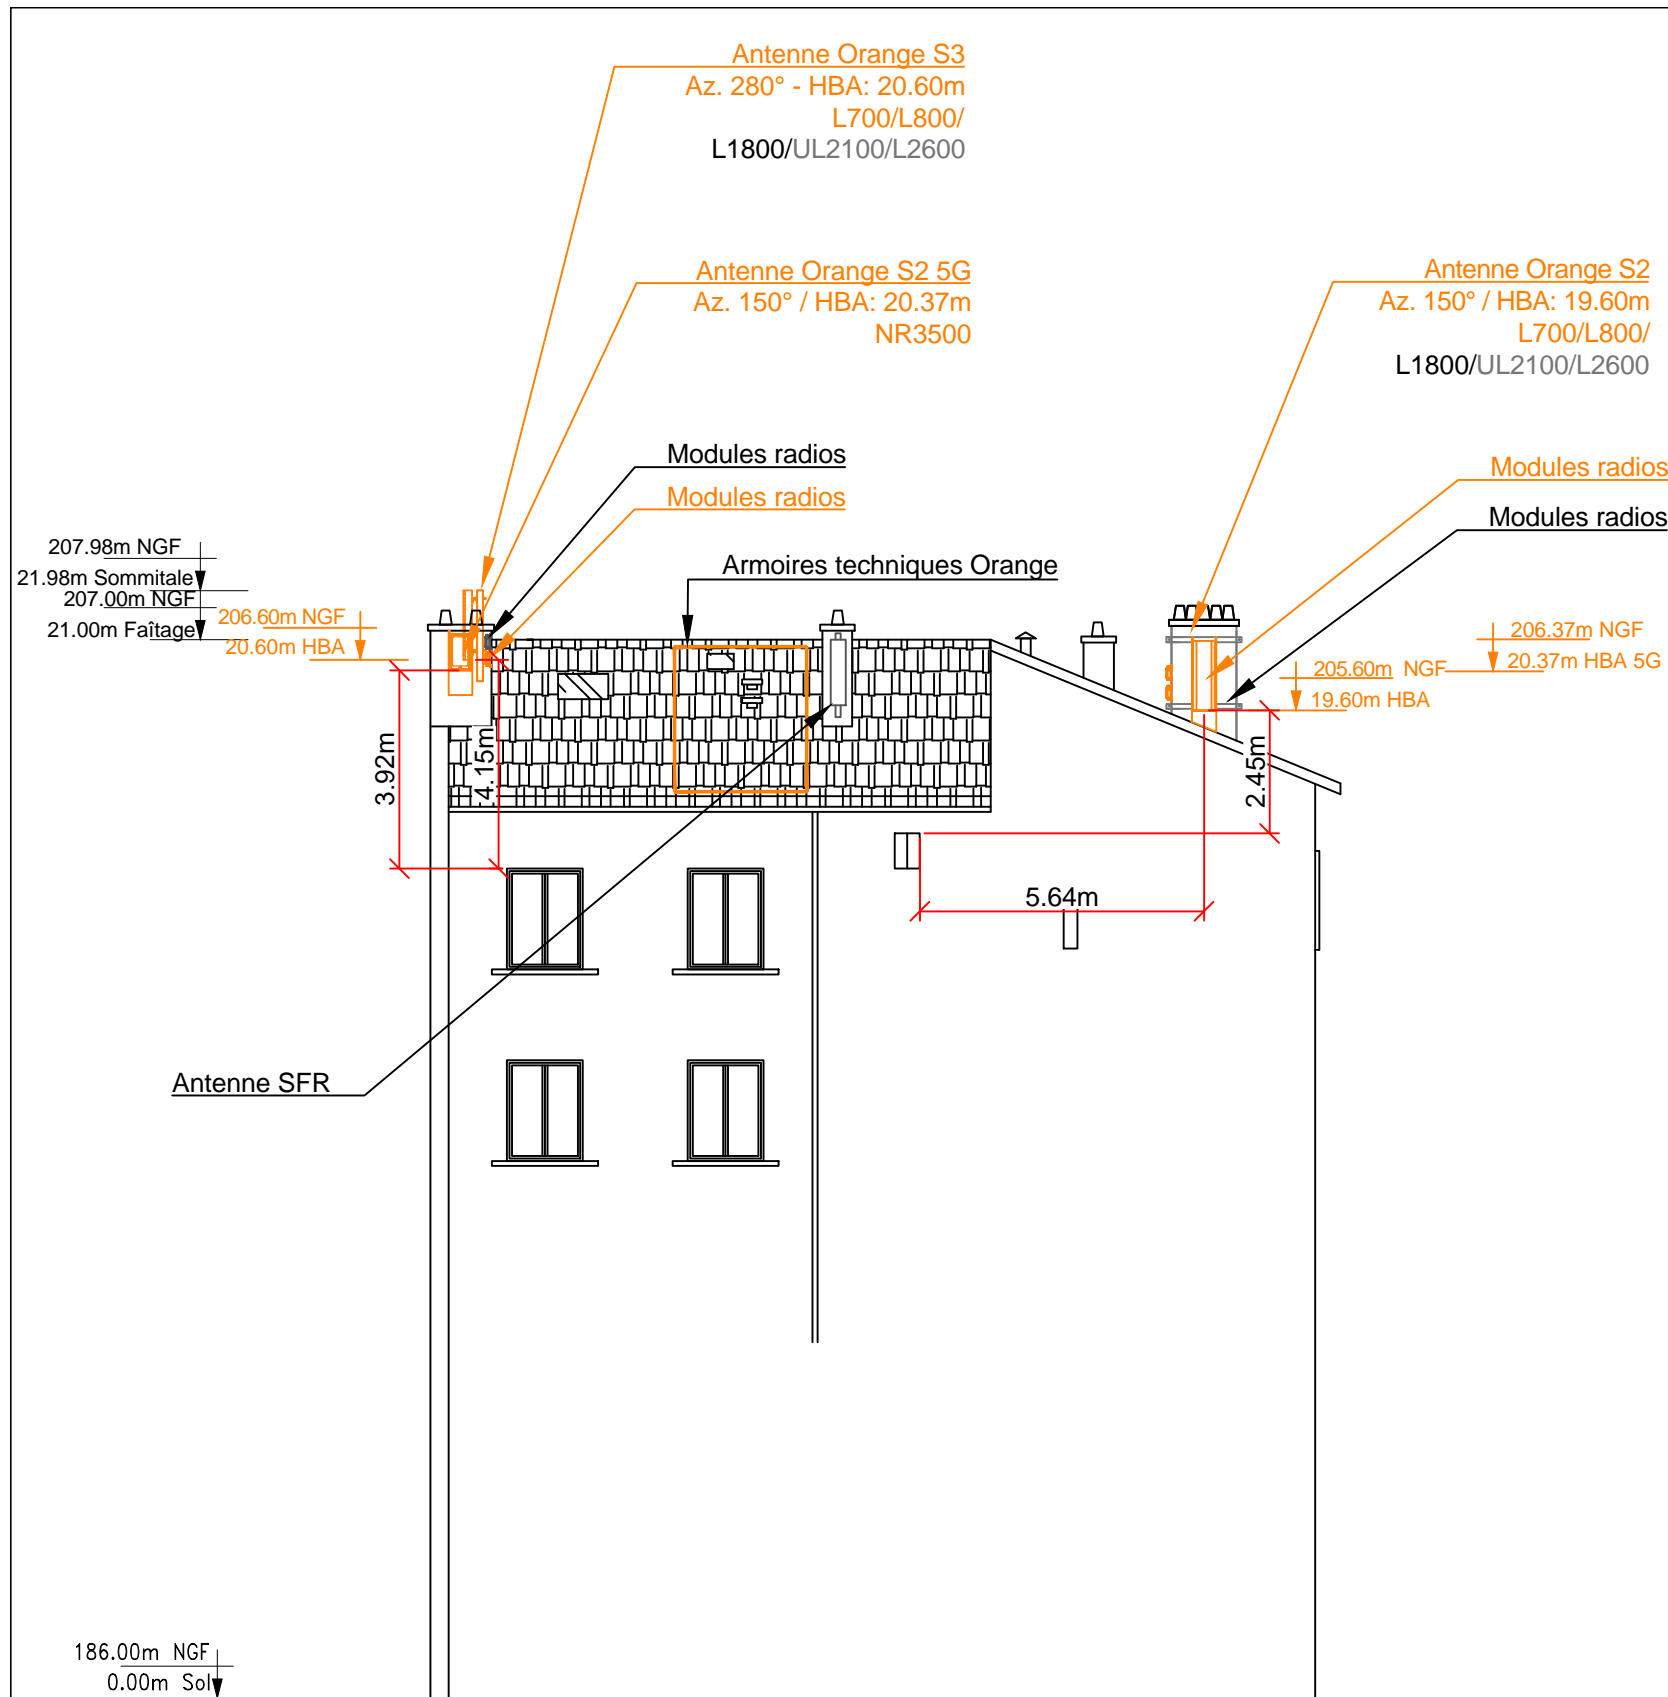 Antenne Orange S3
Az. 280° - HBA: 20.60m
L700/L800/
L1800/UL2100/L2600
Antenne Orange S2 5G
Az. 150° / HBA: 20.37m
NR3500
Antenne Orange S2
Az. 150° / HBA: 19.60m
L700/L800/
L1800/UL2100/L2600
Modules radios
Modules radios
Modules radios
Modules radios
207.98m NGF
21.98m Sommitale
207.00m NGF
21.00m Faîtage
206.60m NGF
20.60m HBA
Armoires techniques Orange
206.37m NGF
20.37m HBA 5G
205.60m NGF
19.60m HBA
3.92m
4.15m
2.45m
5.64m
Antenne SFR
186.00m NGF
0.00m Sol